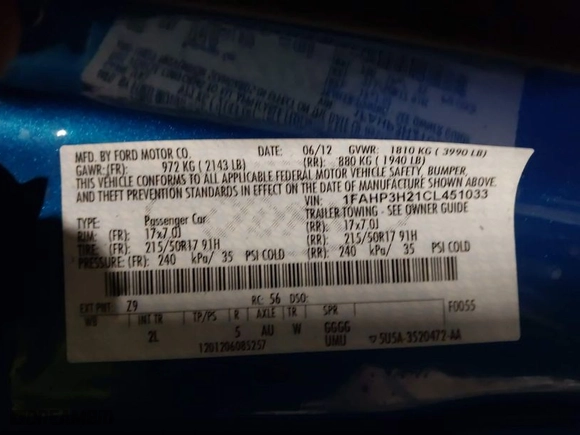 MFD. BY FORD MOTOR CO. DATE: 06/12 GVWR: 1810 KG ( 3990 LB)
GAWR: (FR): 972 KG ( 2143 LB) (RR): 880 KG ( 1940 LB)
THIS VEHICLE CONFORMS TO ALL APPLICABLE FEDERAL MOTOR VEHICLE SAFETY, BUMPER,
AND THEFT PREVENTION STANDARDS IN EFFECT ON THE DATE OF MANUFACTURE SHOWN ABOVE.
VIN: 1FAHP3H21CL451033
TYPE: Passenger Car TRAILER TOWING - SEE OWNER GUIDE
RIM: (FR): 17x7.0J (RR): 17x7.0J
TIRE: (FR): 215/50R17 91H (RR): 215/50R17 91H
PRESSURE: (FR): 240 kPa/ 35 PSI COLD (RR): 240 kPa/ 35 PSI COLD
EXT PNT: Z9 RC: 56 DSO: F0055
WB INT TR TP/PS R AXLE TR SPR
2L S AU W GGGG
1201206085257 UMU 5U5A-3520472-AA